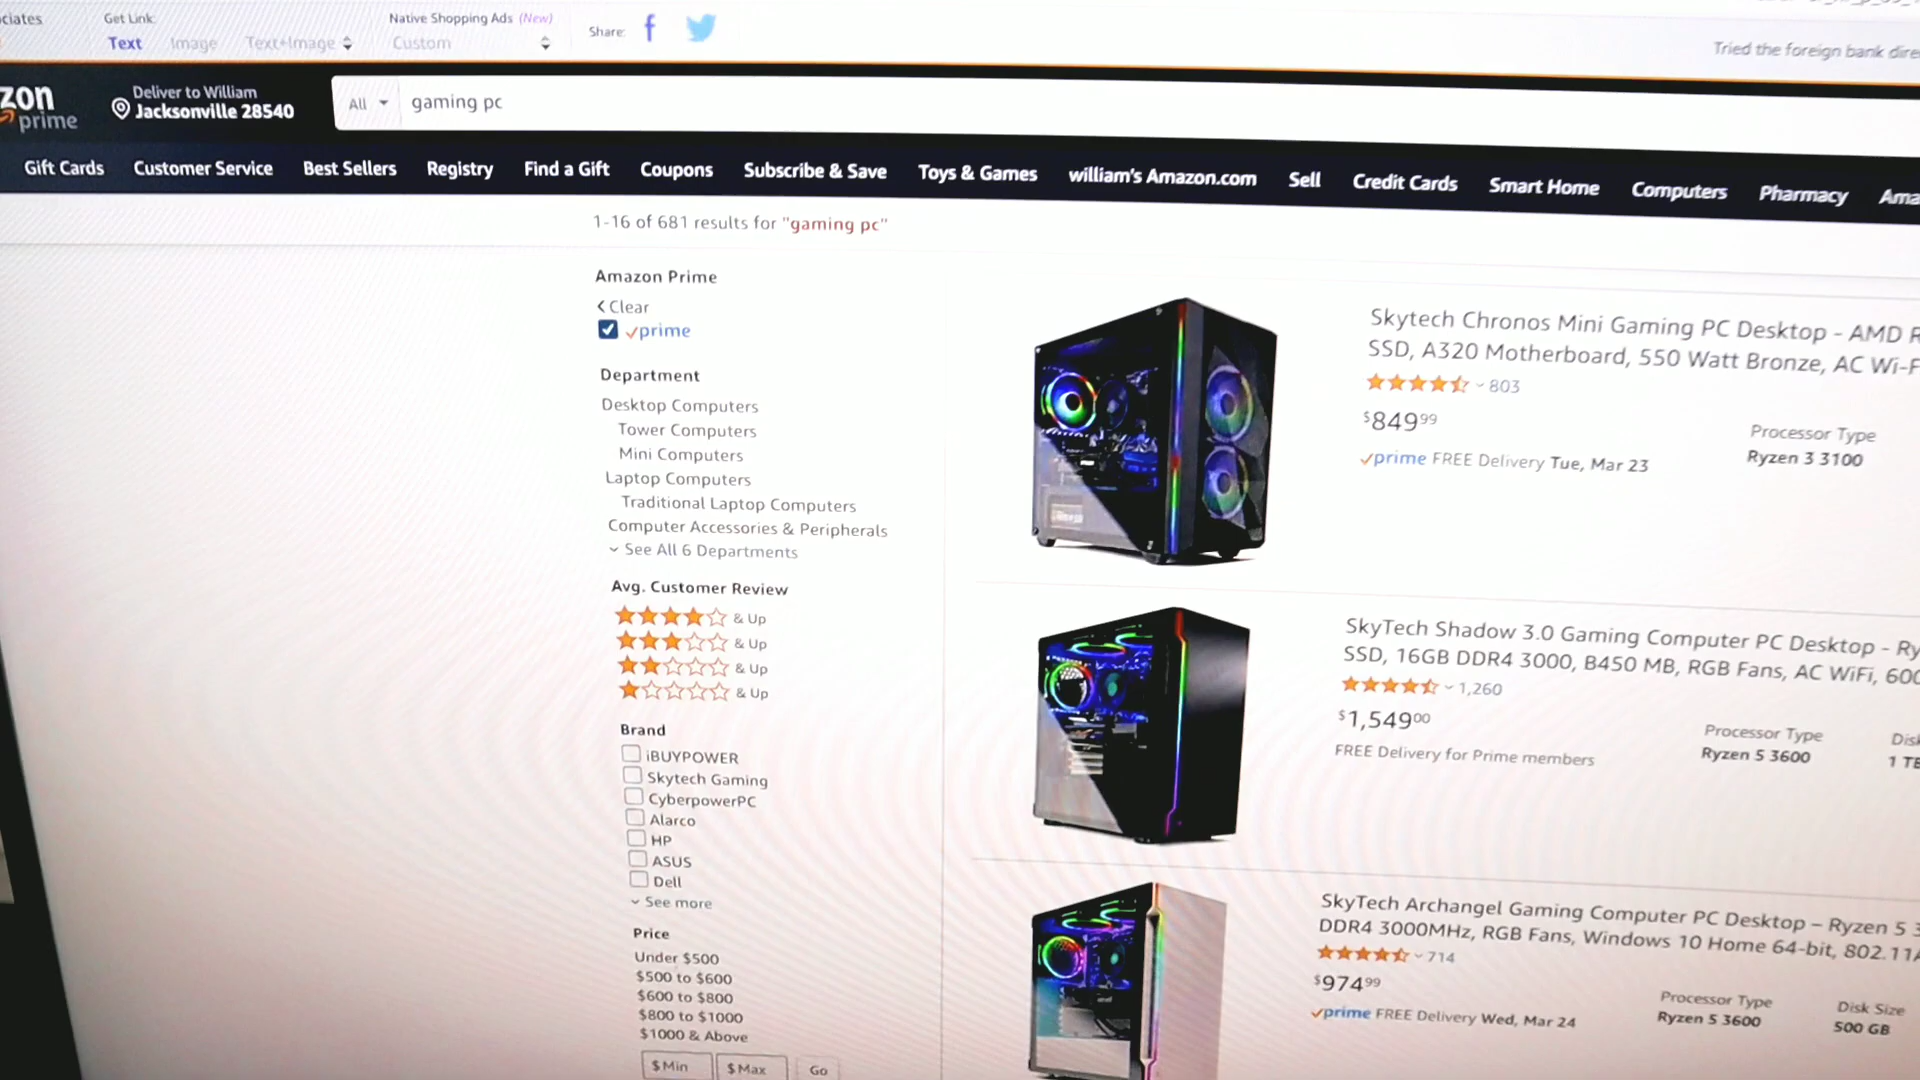 ciates
Get Link:
Text Image Text+Image
Native Shopping Ads (New)
Custom
Share:
Tried the foreign bank dire
zon
prime
Deliver to William
Jacksonville 28540
All
gaming pc
Gift Cards Customer Service Best Sellers Registry Find a Gift Coupons Subscribe & Save Toys & Games william's Amazon.com Sell Credit Cards Smart Home Computers Pharmacy Ama
1-16 of 681 results for "gaming pc"
Amazon Prime
Clear
prime
Department
Desktop Computers
Tower Computers
Mini Computers
Laptop Computers
Traditional Laptop Computers
Computer Accessories & Peripherals
See All 6 Departments
Avg. Customer Review
& Up
& Up
& Up
& Up
Brand
iBUYPOWER
Skytech Gaming
CyberpowerPC
Alarco
HP
ASUS
Dell
See more
Price
Under $500
$500 to $600
$600 to $800
$800 to $1000
$1000 & Above
$ Min $ Max Go
Skytech Chronos Mini Gaming PC Desktop - AMD R
SSD, A320 Motherboard, 550 Watt Bronze, AC Wi-F
803
$849.99
prime FREE Delivery Tue, Mar 23
Processor Type
Ryzen 3 3100
SkyTech Shadow 3.0 Gaming Computer PC Desktop - Ry
SSD, 16GB DDR4 3000, B450 MB, RGB Fans, AC WiFi, 600
1,260
$1,549.00
FREE Delivery for Prime members
Processor Type
Ryzen 5 3600
Disk
1 TB
SkyTech Archangel Gaming Computer PC Desktop – Ryzen 5 3
DDR4 3000MHz, RGB Fans, Windows 10 Home 64-bit, 802.11A
714
$974.99
prime FREE Delivery Wed, Mar 24
Processor Type
Ryzen 5 3600
Disk Size
500 GB